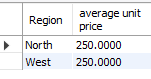 Region average unit price
North 250.0000
West 250.0000